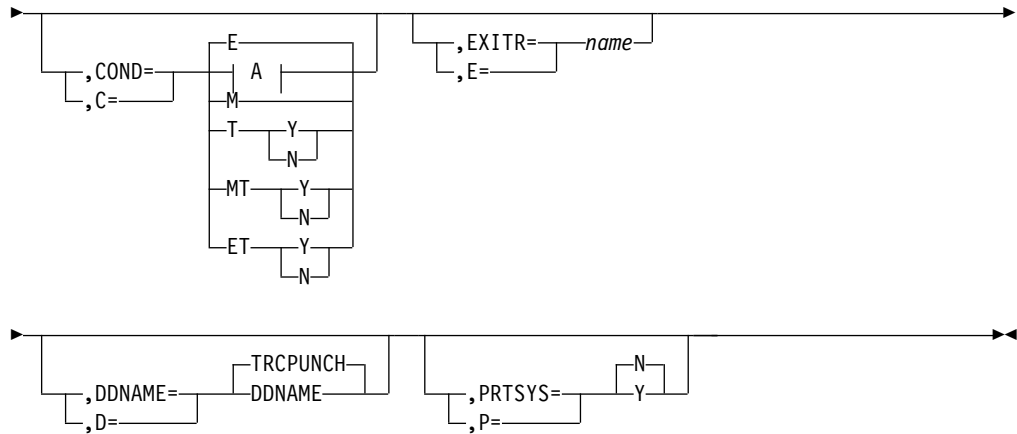 E
,COND= A ,EXITR= name
,C= M ,E=
T Y
N
MT Y
N
ET Y
N
TRCPUNCH N
,DDNAME= DDNAME ,PRTSYS= Y
,D= ,P=